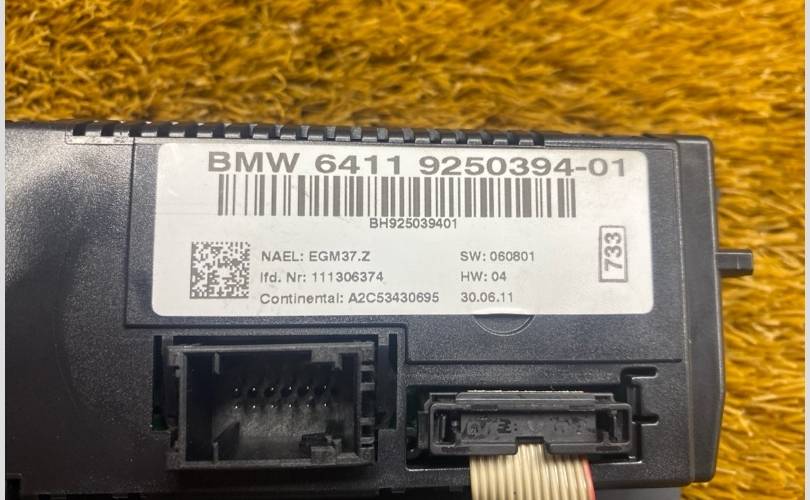 BMW 6411 9250394-01
BH925039401
NAEL: EGM37.Z SW: 060801
lfd. Nr: 111306374 HW: 04
Continental: A2C53430695 30.06.11
733